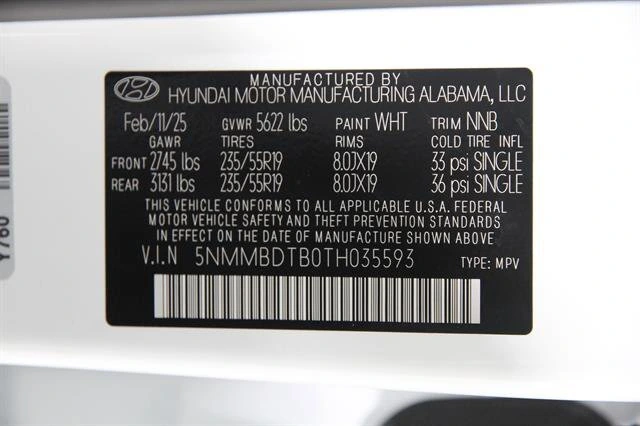 MANUFACTURED BY
HYUNDAI MOTOR MANUFACTURING ALABAMA, LLC
Feb/11/25 GVWR 5622 lbs PAINT WHT TRIM NNB
GAWR TIRES RIMS COLD TIRE INFL
FRONT 2745 lbs 235/55R19 8.0JX19 33 psi SINGLE
REAR 3131 lbs 235/55R19 8.0JX19 36 psi SINGLE
THIS VEHICLE CONFORMS TO ALL APPLICABLE U.S.A. FEDERAL
MOTOR VEHICLE SAFETY AND THEFT PREVENTION STANDARDS
IN EFFECT ON THE DATE OF MANUFACTURE SHOWN ABOVE.
V.I.N 5NMMBDTB0TH035593 TYPE: MPV
Y760